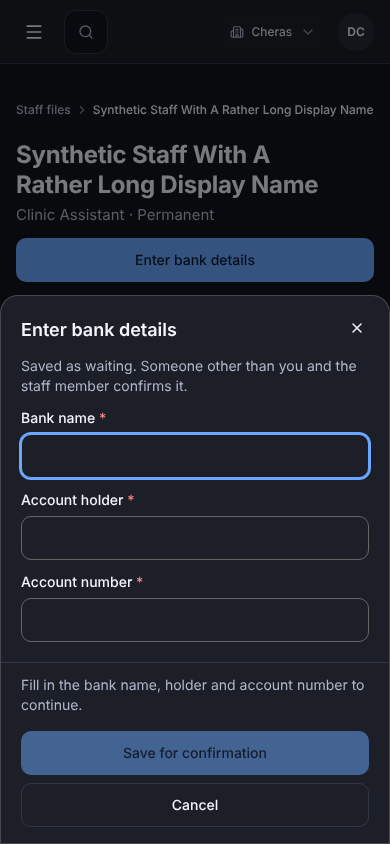 Cheras
DC
Staff files
Synthetic Staff With A Rather Long Display Name
Synthetic Staff With A
Rather Long Display Name
Clinic Assistant · Permanent
Enter bank details
Enter bank details
Saved as waiting. Someone other than you and the
staff member confirms it.
Bank name *
Account holder *
Account number *
Fill in the bank name, holder and account number to
continue.
Save for confirmation
Cancel